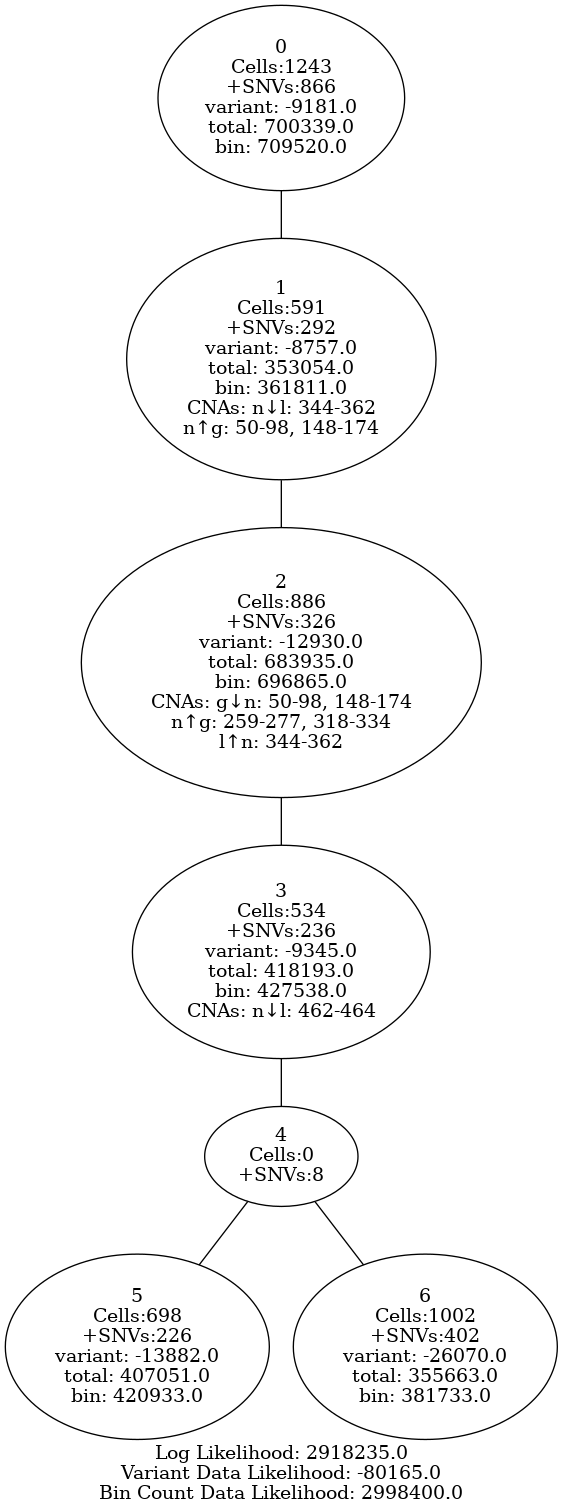 0
Cells:1243
+SNVs:866
variant: -9181.0
total: 700339.0
bin: 709520.0
1
Cells:591
+SNVs:292
variant: -8757.0
total: 353054.0
bin: 361811.0
CNAs: n↓l: 344-362
n↑g: 50-98, 148-174
2
Cells:886
+SNVs:326
variant: -12930.0
total: 683935.0
bin: 696865.0
CNAs: g↓n: 50-98, 148-174
n↑g: 259-277, 318-334
l↑n: 344-362
3
Cells:534
+SNVs:236
variant: -9345.0
total: 418193.0
bin: 427538.0
CNAs: n↓l: 462-464
4
Cells:0
+SNVs:8
5
Cells:698
+SNVs:226
variant: -13882.0
total: 407051.0
bin: 420933.0
6
Cells:1002
+SNVs:402
variant: -26070.0
total: 355663.0
bin: 381733.0
Log Likelihood: 2918235.0
Variant Data Likelihood: -80165.0
Bin Count Data Likelihood: 2998400.0